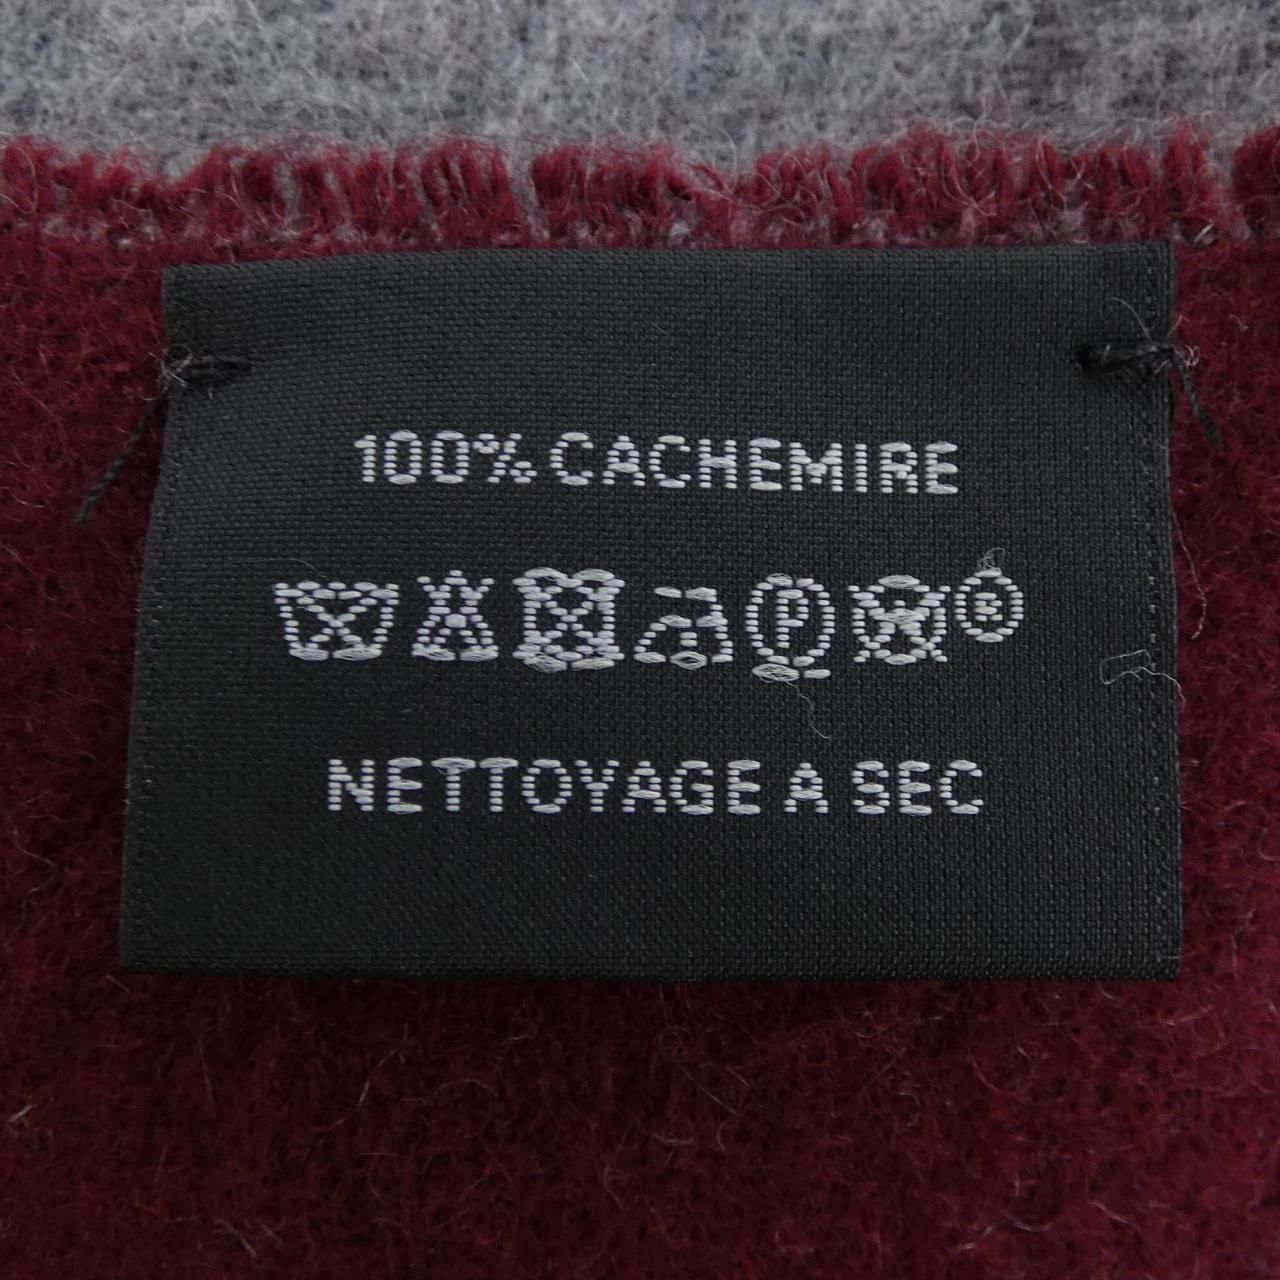 100% CACHEMIRE
P ®
NETTOYAGE A SEC